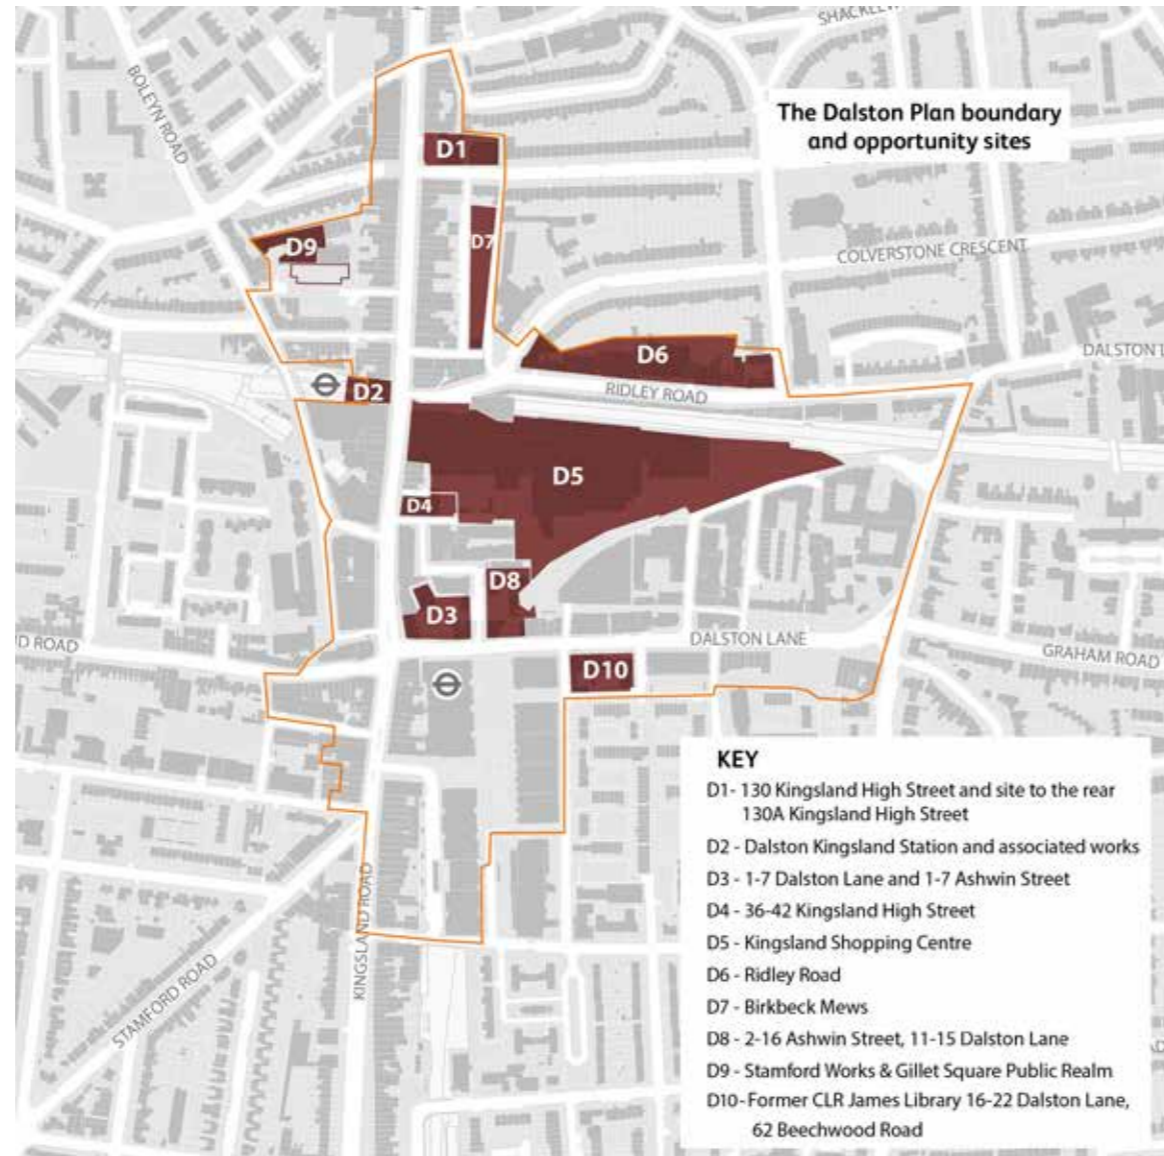 SHACKLEW
BOLEYN ROAD
The Dalston Plan boundary
and opportunity sites
D1
D7
D9
COLVERSTONE CRESCENT
D6
DALSTON L
D2
RIDLEY ROAD
D5
D4
D8
D3
DALSTON LANE
D ROAD
GRAHAM ROAD
D10
KINGSLAND ROAD
STAMFORD ROAD
KEY
D1- 130 Kingsland High Street and site to the rear
130A Kingsland High Street
D2 - Dalston Kingsland Station and associated works
D3 - 1-7 Dalston Lane and 1-7 Ashwin Street
D4 - 36-42 Kingsland High Street
D5 - Kingsland Shopping Centre
D6 - Ridley Road
D7 - Birkbeck Mews
D8 - 2-16 Ashwin Street, 11-15 Dalston Lane
D9 - Stamford Works & Gillet Square Public Realm
D10- Former CLR James Library 16-22 Dalston Lane,
62 Beechwood Road